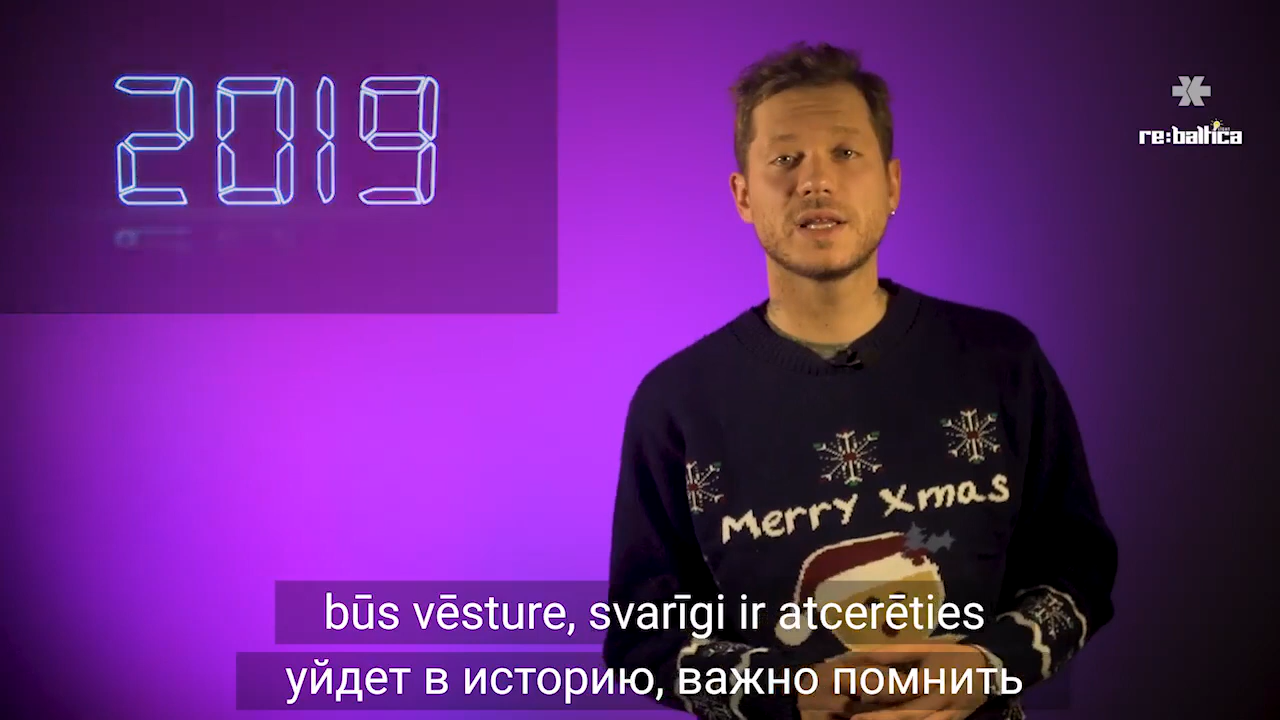 2019
re:baltica
Merry Xmas
būs vēsture, svarīgi ir atcerēties
уйдет в историю, важно помнить